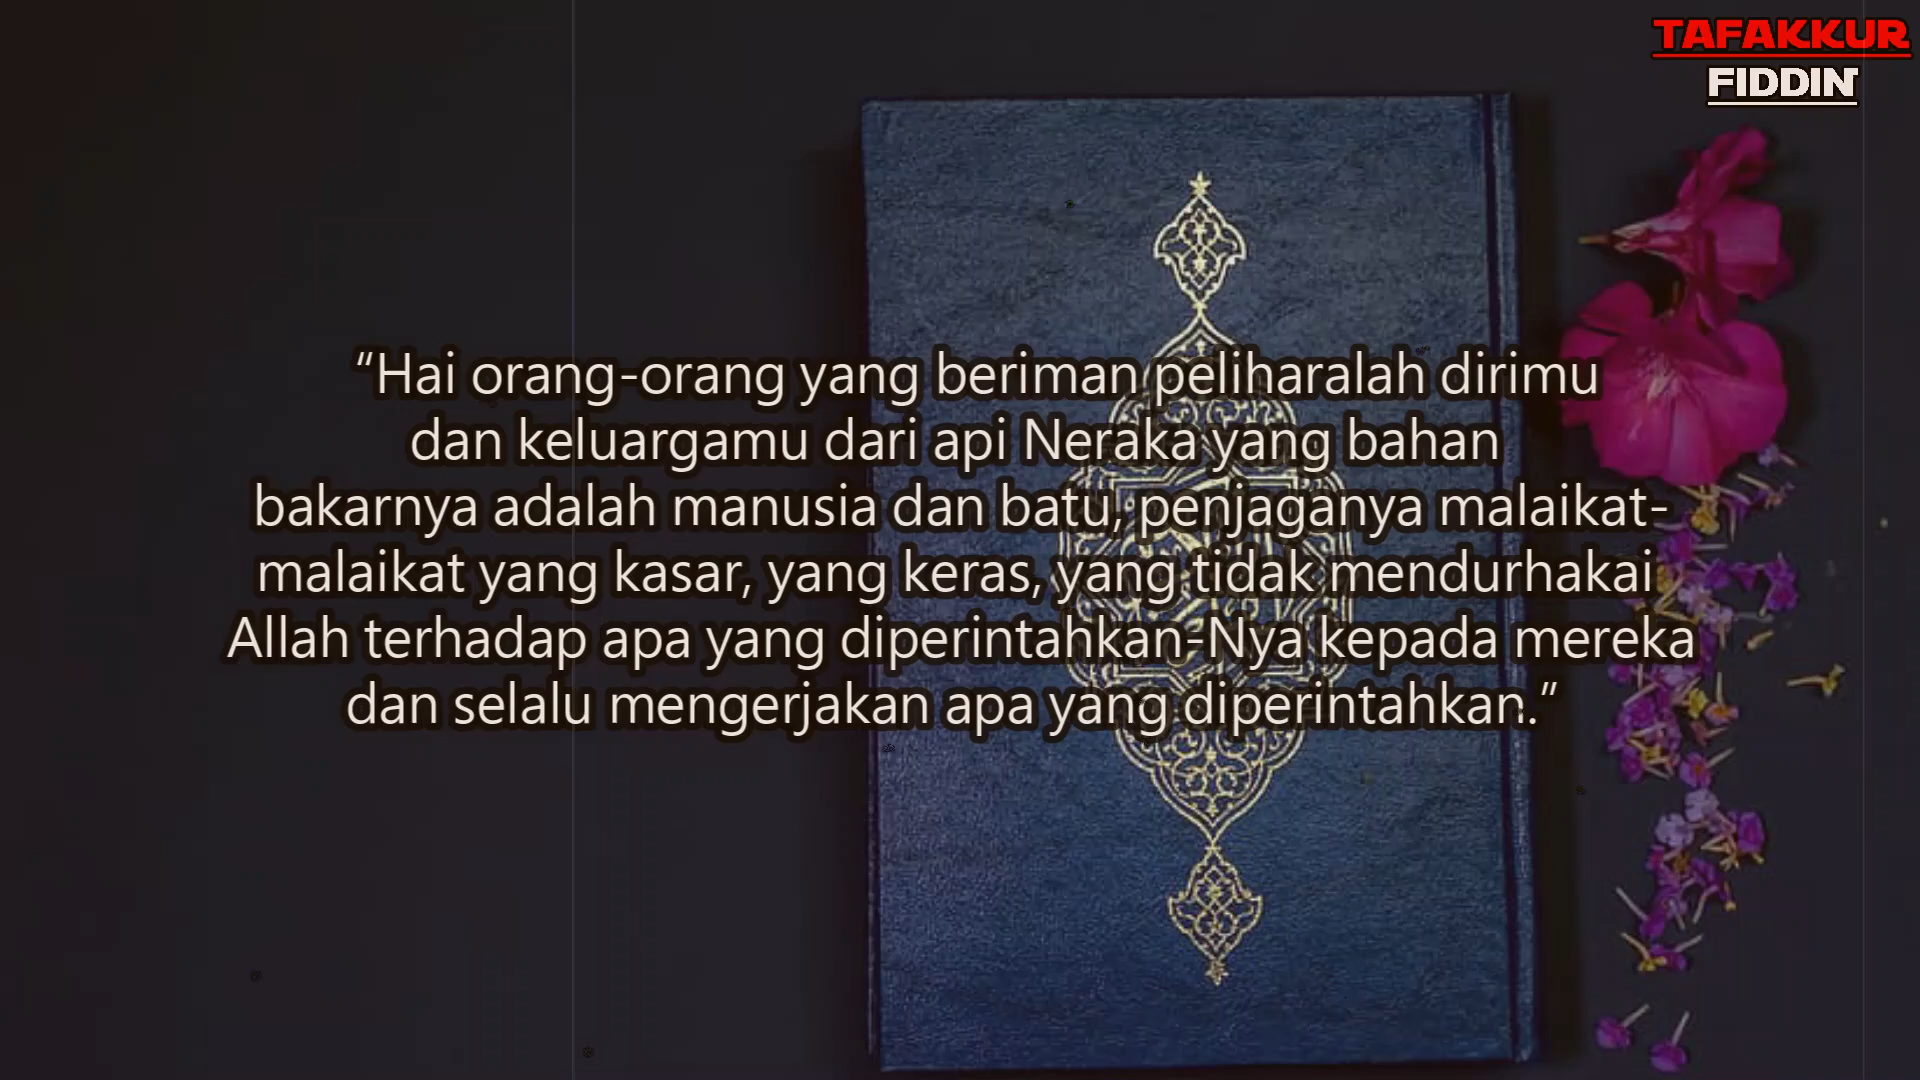 TAFAKKUR
FIDDIN
“Hai orang-orang yang beriman peliharalah dirimu
dan keluargamu dari api Neraka yang bahan
bakarnya adalah manusia dan batu, penjaganya malaikat-
malaikat yang kasar, yang keras, yang tidak mendurhakai
Allah terhadap apa yang diperintahkan-Nya kepada mereka
dan selalu mengerjakan apa yang diperintahkan.”